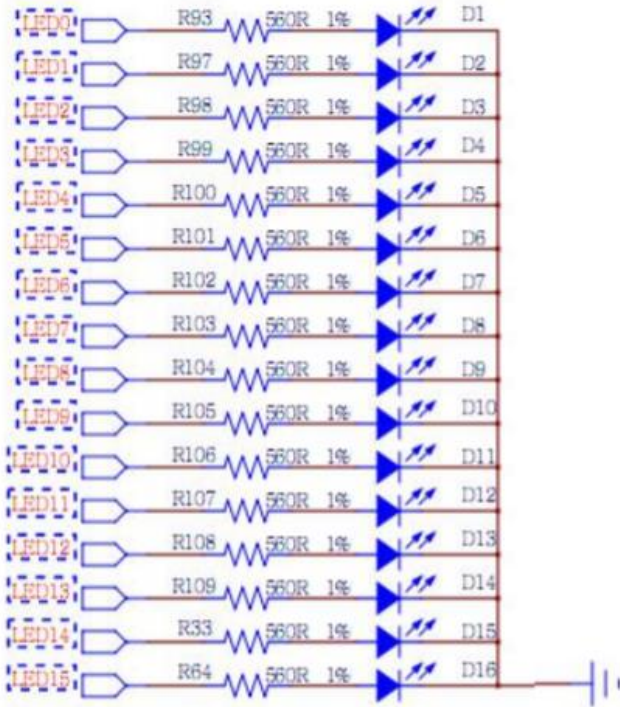 LED0 R93 560R 1% D1
LED1 R97 560R 1% D2
LED2 R98 560R 1% D3
LED3 R99 560R 1% D4
LED4 R100 560R 1% D5
LED5 R101 560R 1% D6
LED6 R102 560R 1% D7
LED7 R103 560R 1% D8
LED8 R104 560R 1% D9
LED9 R105 560R 1% D10
LED10 R106 560R 1% D11
LED11 R107 560R 1% D12
LED12 R108 560R 1% D13
LED13 R109 560R 1% D14
LED14 R33 560R 1% D15
LED15 R64 560R 1% D16